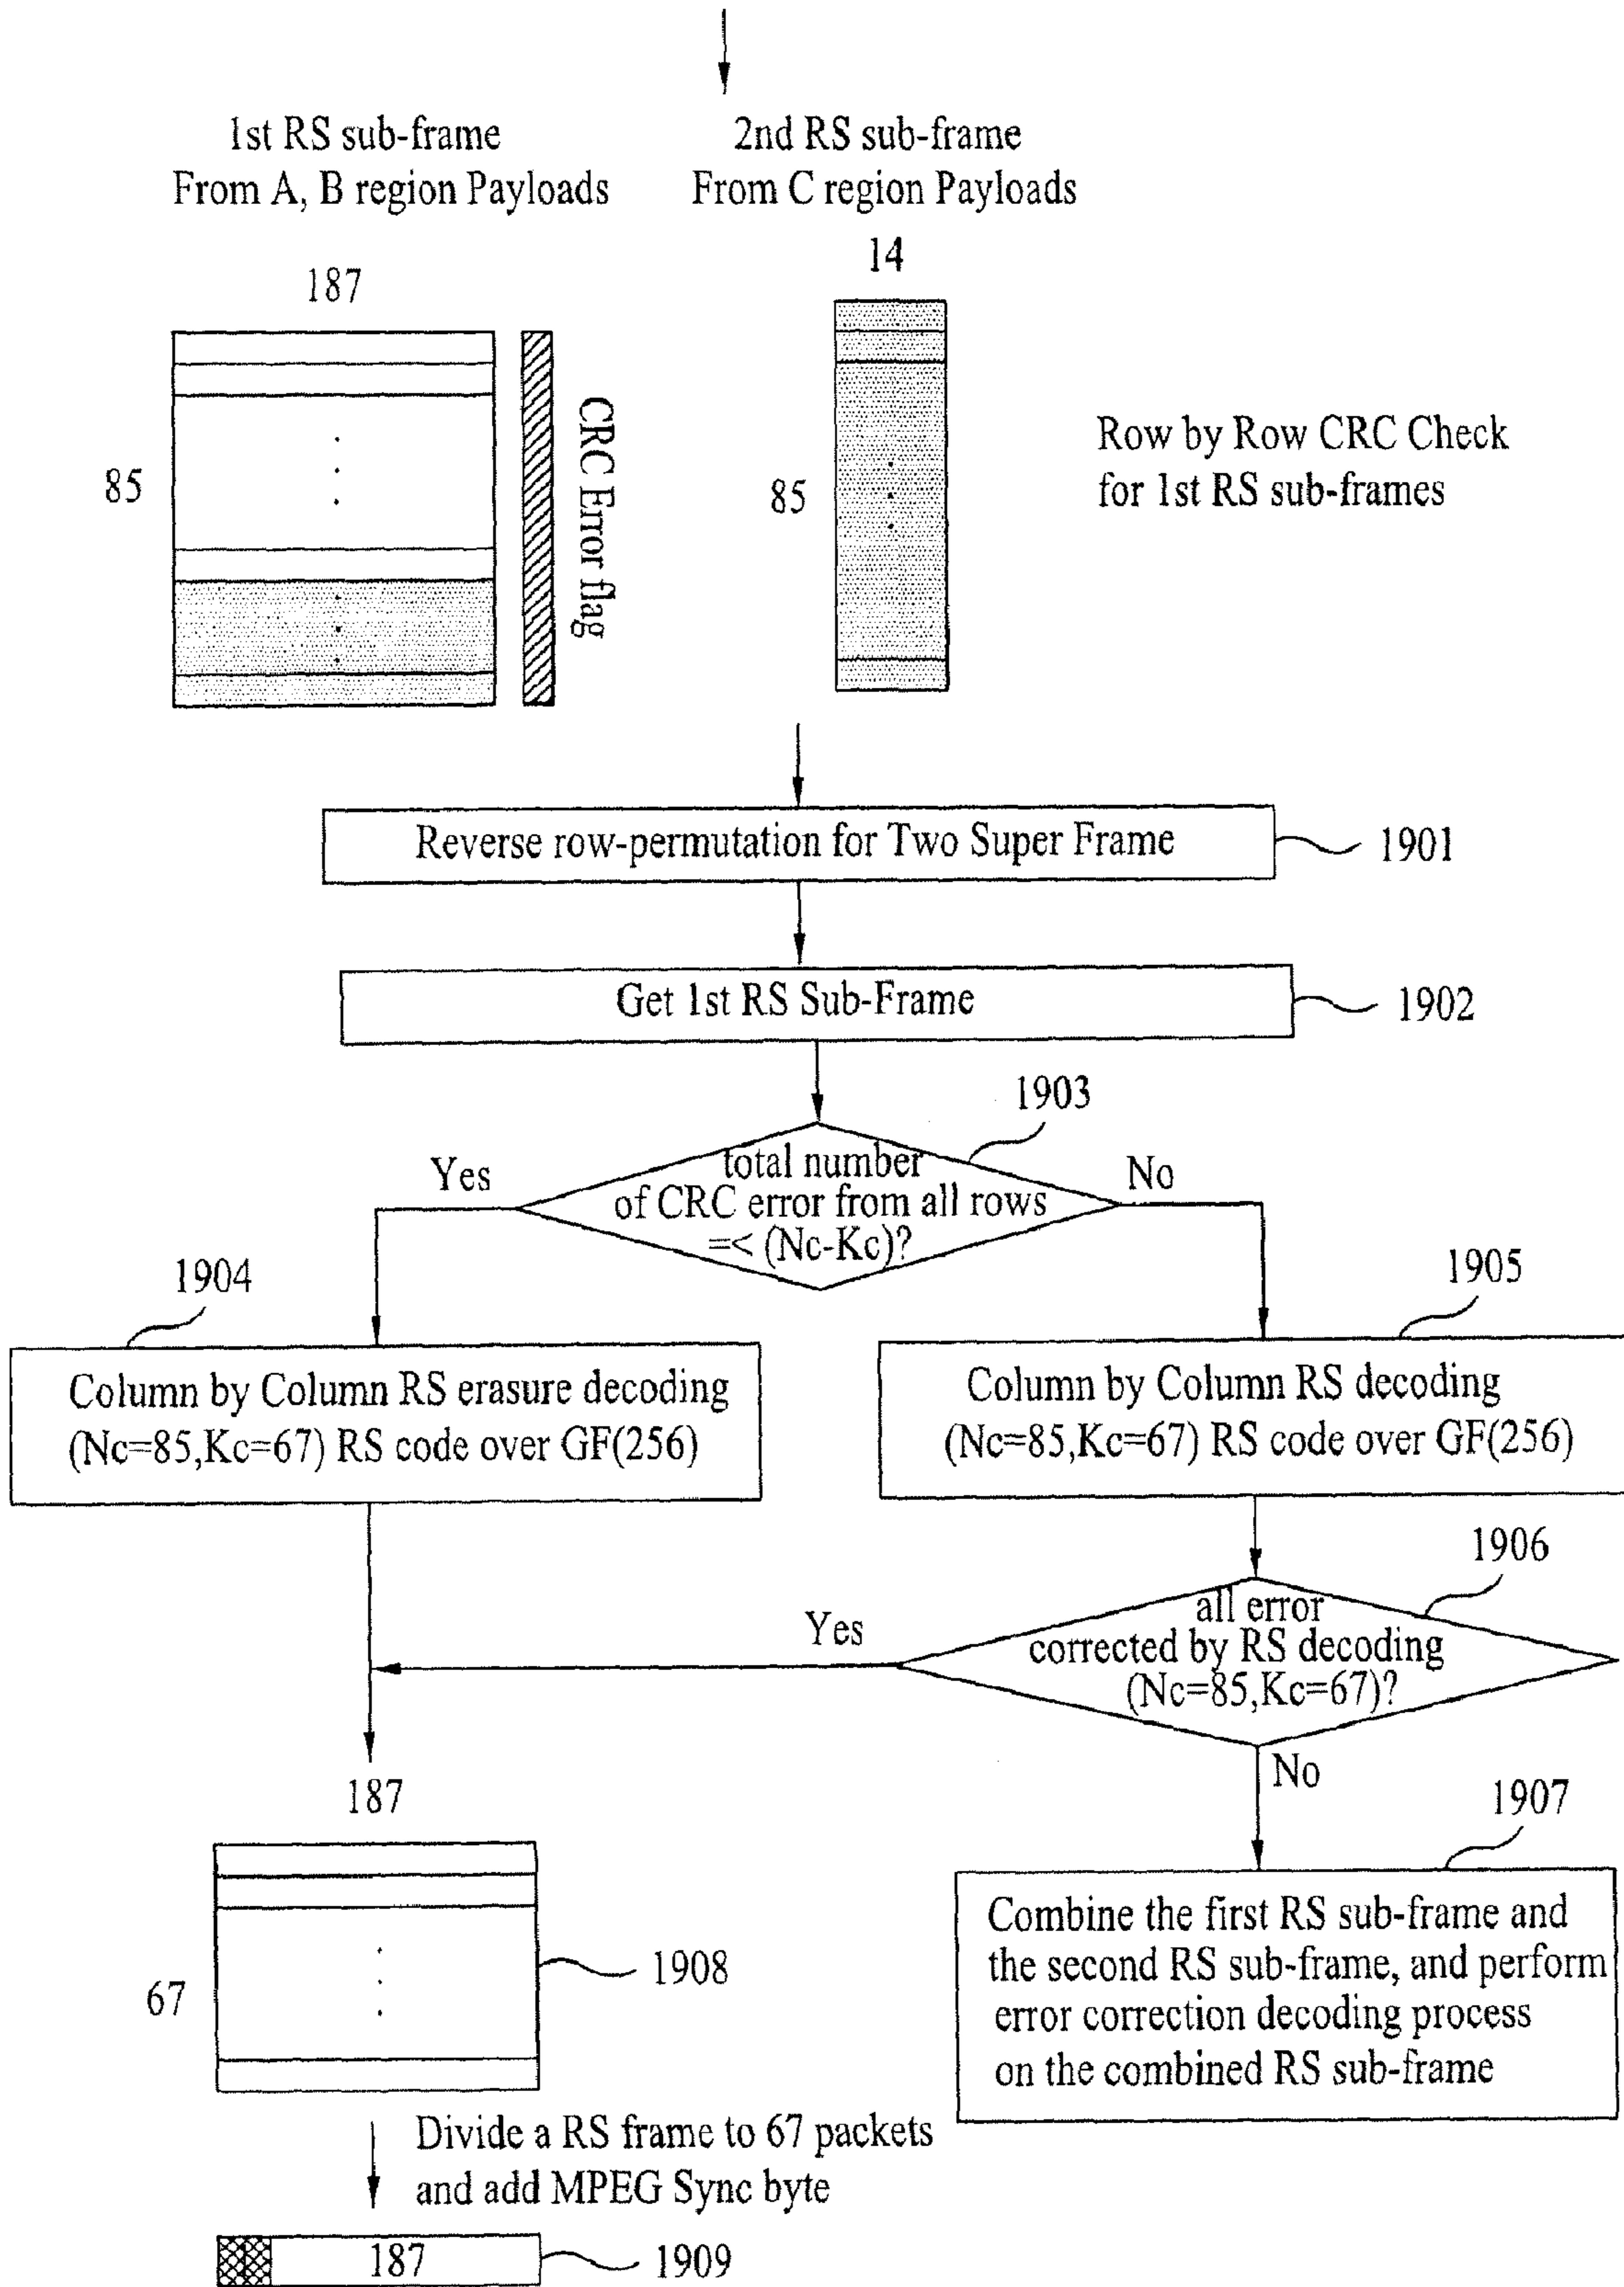 1st RS sub-frame
From A, B region Payloads
2nd RS sub-frame
From C region Payloads
14
187
85
CRC Error flag
85
Row by Row CRC Check
for 1st RS sub-frames
Reverse row-permutation for Two Super Frame
1901
Get 1st RS Sub-Frame
1902
1903
Yes
total number
of CRC error from all rows
=< (Nc-Kc)?
No
1904
1905
Column by Column RS erasure decoding
(Nc=85,Kc=67) RS code over GF(256)
Column by Column RS decoding
(Nc=85,Kc=67) RS code over GF(256)
1906
Yes
all error
corrected by RS decoding
(Nc=85,Kc=67)?
No
187
1907
67
1908
Combine the first RS sub-frame and
the second RS sub-frame, and perform
error correction decoding process
on the combined RS sub-frame
Divide a RS frame to 67 packets
and add MPEG Sync byte
187
1909